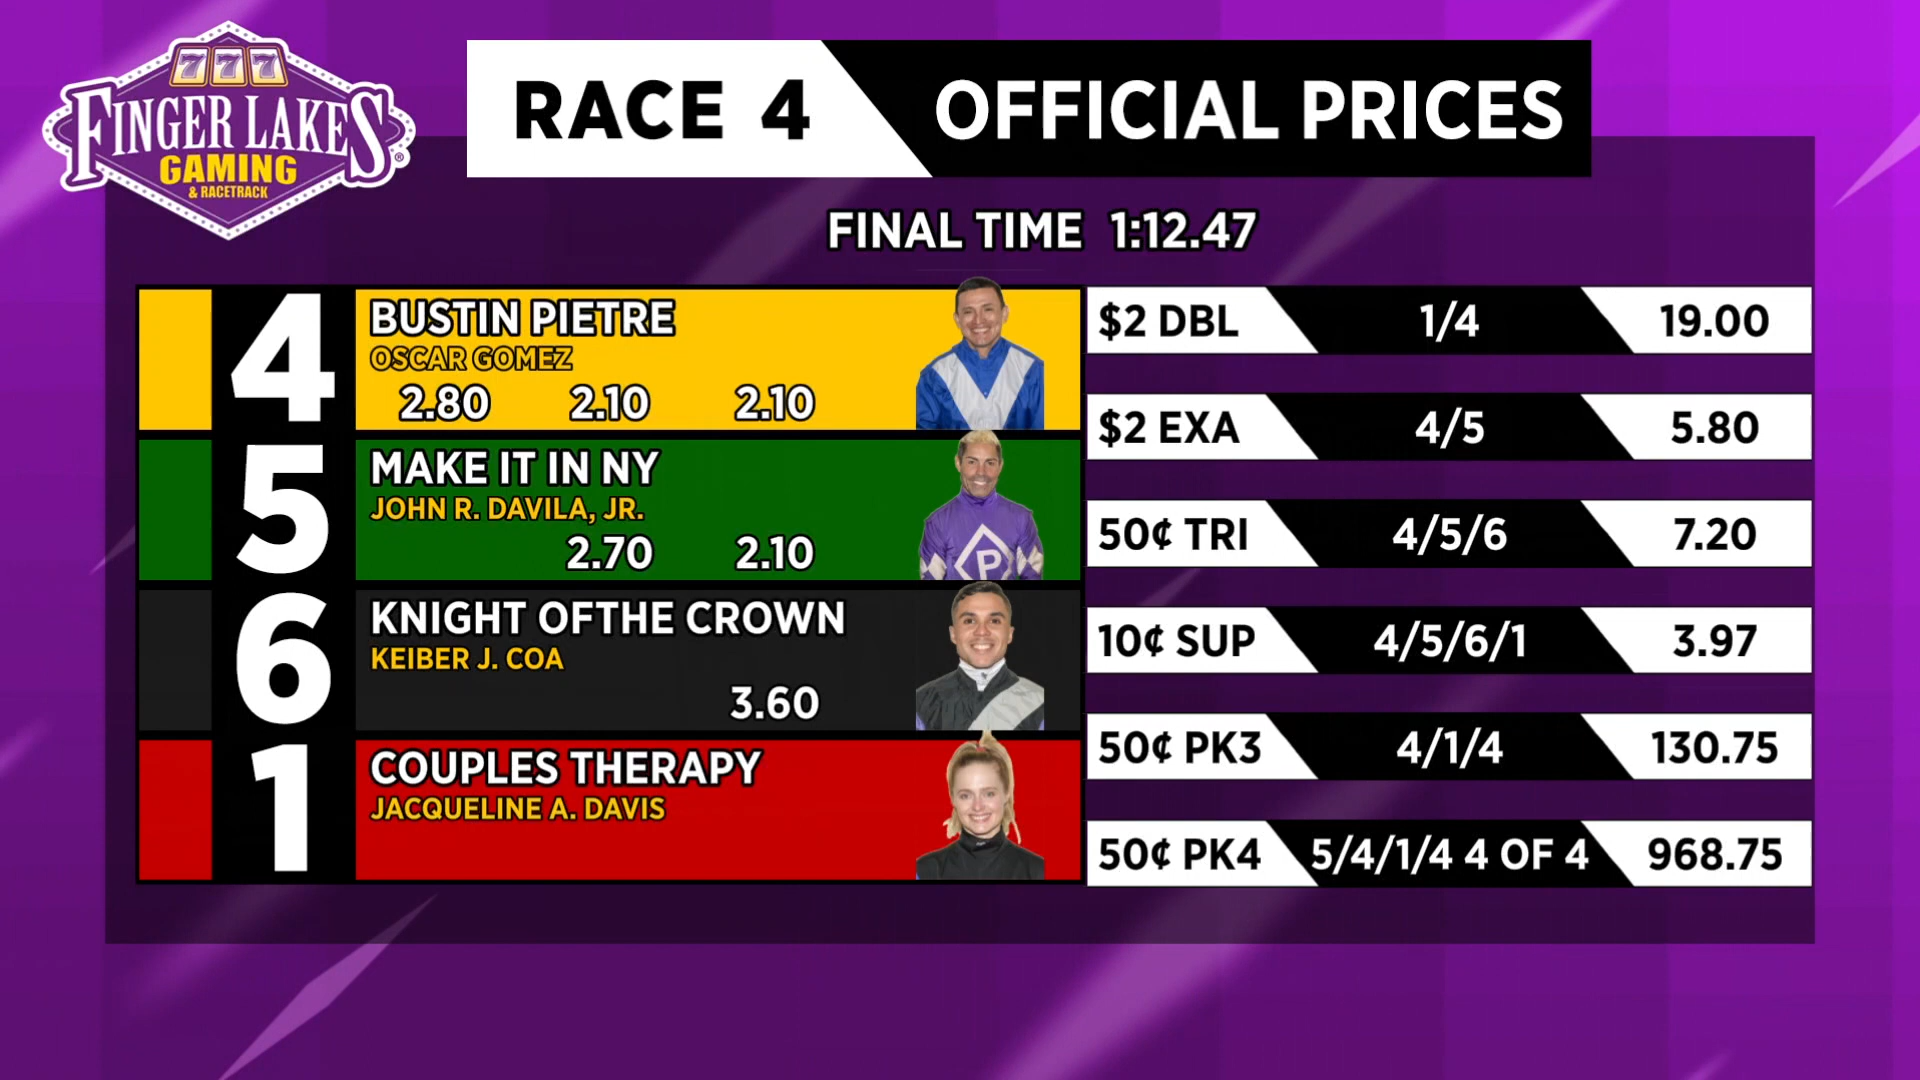 777
FINGER LAKES
GAMING
& RACETRACK
®
RACE 4
OFFICIAL PRICES
FINAL TIME 1:12.47
4
BUSTIN PIETRE
OSCAR GOMEZ
2.80 2.10 2.10
5
MAKE IT IN NY
JOHN R. DAVILA, JR.
2.70 2.10
P
6
KNIGHT OFTHE CROWN
KEIBER J. COA
3.60
1
COUPLES THERAPY
JACQUELINE A. DAVIS
$2 DBL 1/4 19.00
$2 EXA 4/5 5.80
50¢ TRI 4/5/6 7.20
10¢ SUP 4/5/6/1 3.97
50¢ PK3 4/1/4 130.75
50¢ PK4 5/4/1/4 4 OF 4 968.75